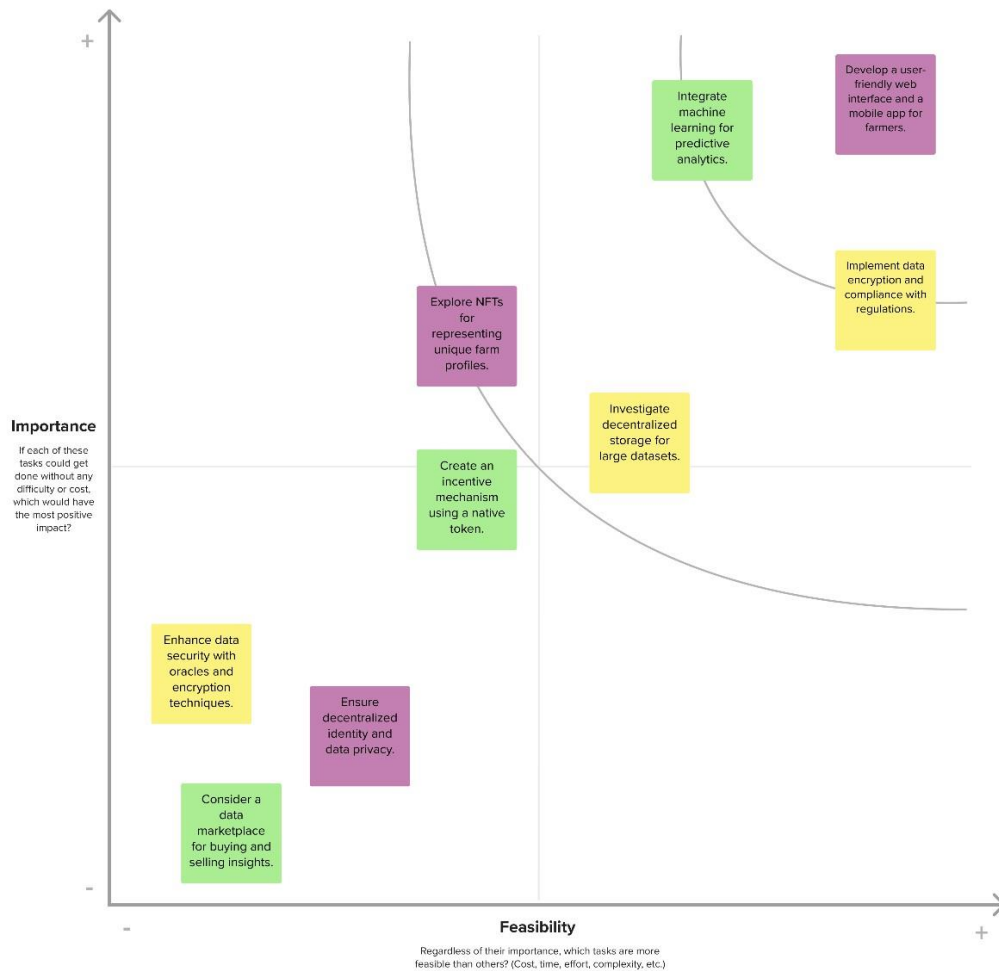 +
Integrate
machine
learning for
predictive
analytics.
Develop a user-
friendly web
interface and a
mobile app for
farmers.
Implement data
encryption and
compliance with
regulations.
Explore NFTs
for
representing
unique farm
profiles.
Investigate
decentralized
storage for
large datasets.
Importance
If each of these
tasks could get
done without any
difficulty or cost,
which would have
the most positive
impact?
Create an
incentive
mechanism
using a native
token.
Enhance data
security with
oracles and
encryption
techniques.
Ensure
decentralized
identity and
data privacy.
Consider a
data
marketplace
for buying and
selling insights.
-
-
Feasibility
+
Regardless of their importance, which tasks are more
feasible than others? (Cost, time, effort, complexity, etc.)